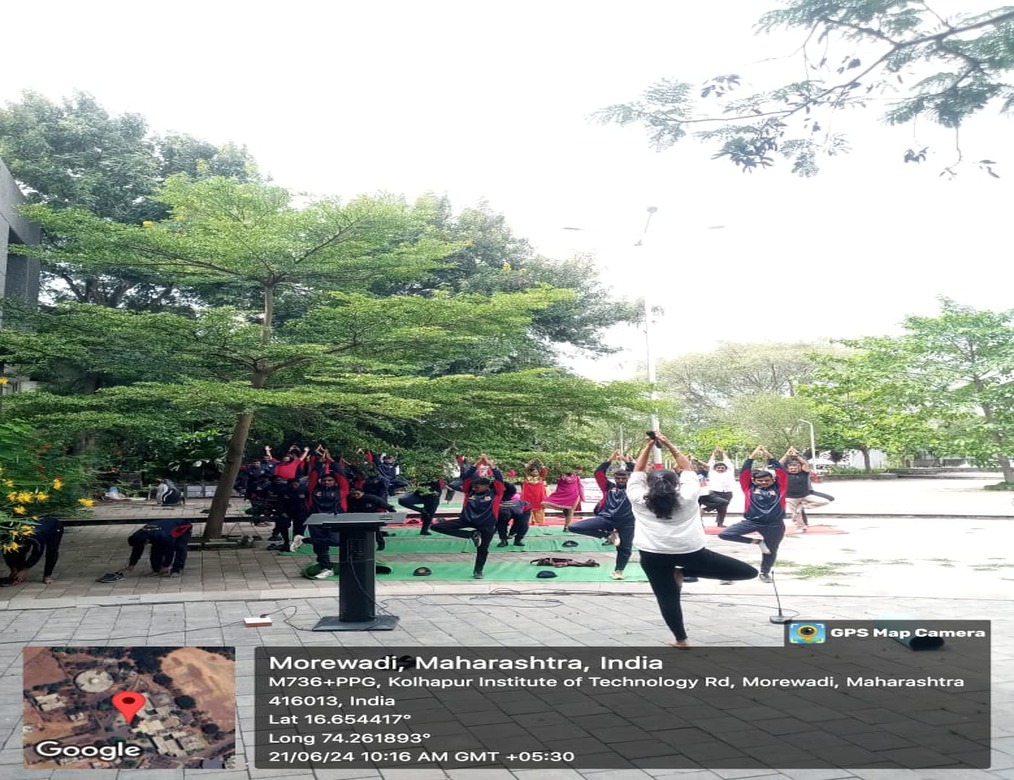 GPS Map Camera
Morewadi, Maharashtra, India
M736+PPG, Kolhapur Institute of Technology Rd, Morewadi, Maharashtra
416013, India
Lat 16.654417°
Long 74.261893°
21/06/24 10:16 AM GMT +05:30
Google